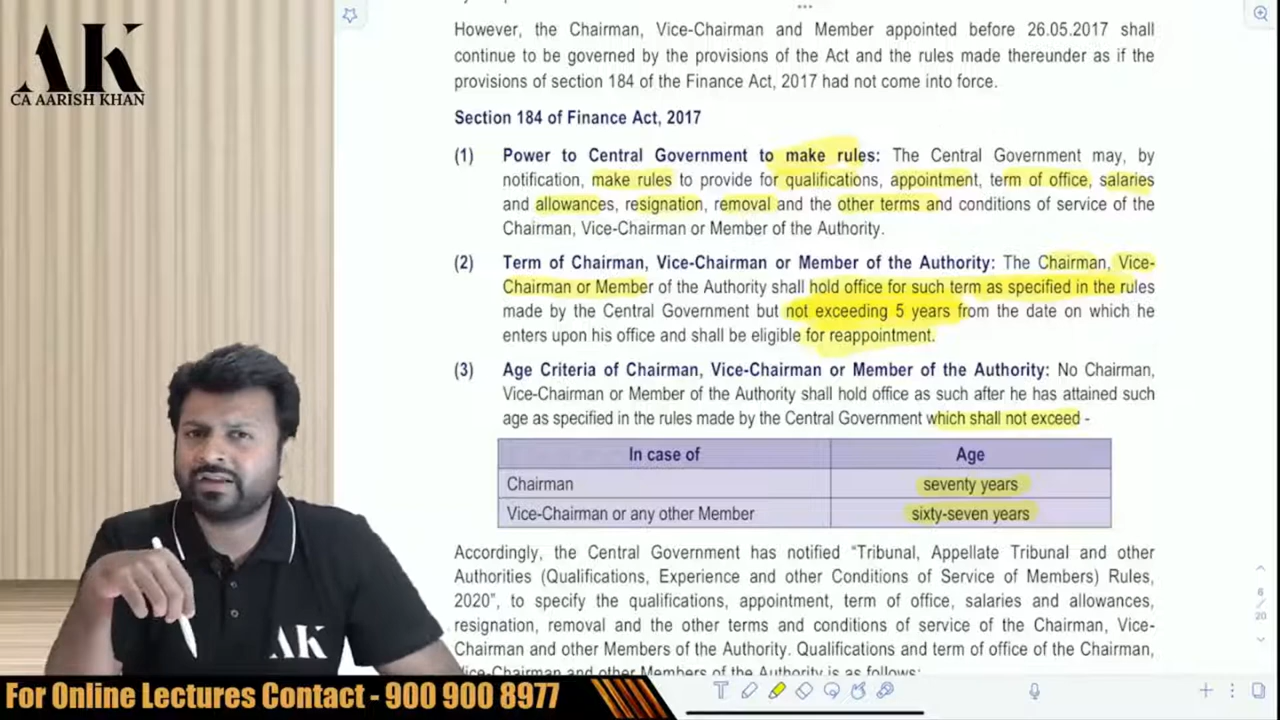 AK
CA AARISH KHAN
However, the Chairman, Vice-Chairman and Member appointed before 26.05.2017 shall
continue to be governed by the provisions of the Act and the rules made thereunder as if the
provisions of section 184 of the Finance Act, 2017 had not come into force.
Section 184 of Finance Act, 2017
(1) Power to Central Government to make rules: The Central Government may, by
notification, make rules to provide for qualifications, appointment, term of office, salaries
and allowances, resignation, removal and the other terms and conditions of service of the
Chairman, Vice-Chairman or Member of the Authority.
(2) Term of Chairman, Vice-Chairman or Member of the Authority: The Chairman, Vice-
Chairman or Member of the Authority shall hold office for such term as specified in the rules
made by the Central Government but not exceeding 5 years from the date on which he
enters upon his office and shall be eligible for reappointment.
(3) Age Criteria of Chairman, Vice-Chairman or Member of the Authority: No Chairman,
Vice-Chairman or Member of the Authority shall hold office as such after he has attained such
age as specified in the rules made by the Central Government which shall not exceed -
In case of Age
Chairman seventy years
Vice-Chairman or any other Member sixty-seven years
Accordingly, the Central Government has notified “Tribunal, Appellate Tribunal and other
Authorities (Qualifications, Experience and other Conditions of Service of Members) Rules,
2020”, to specify the qualifications, appointment, term of office, salaries and allowances,
resignation, removal and the other terms and conditions of service of the Chairman, Vice-
Chairman and other Members of the Authority. Qualifications and term of office of the Chairman,
Vice-Chairman and other Members of the Authority is as follows:
6
/
20
AK
For Online Lectures Contact - 900 900 8977